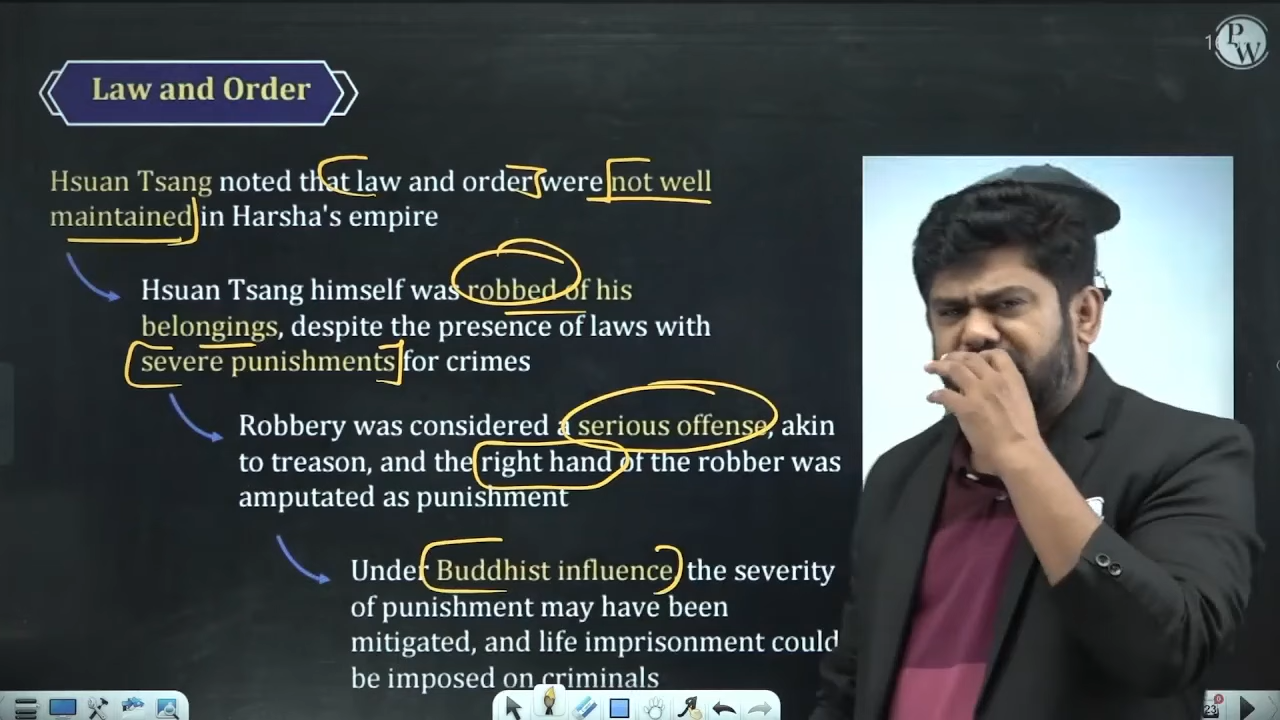 Law and Order
Hsuan Tsang noted that law and order were not well
maintained in Harsha's empire
Hsuan Tsang himself was robbed of his
belongings, despite the presence of laws with
severe punishments for crimes
Robbery was considered a serious offense, akin
to treason, and the right hand of the robber was
amputated as punishment
Under Buddhist influence, the severity
of punishment may have been
mitigated, and life imprisonment could
be imposed on criminals
PW
23